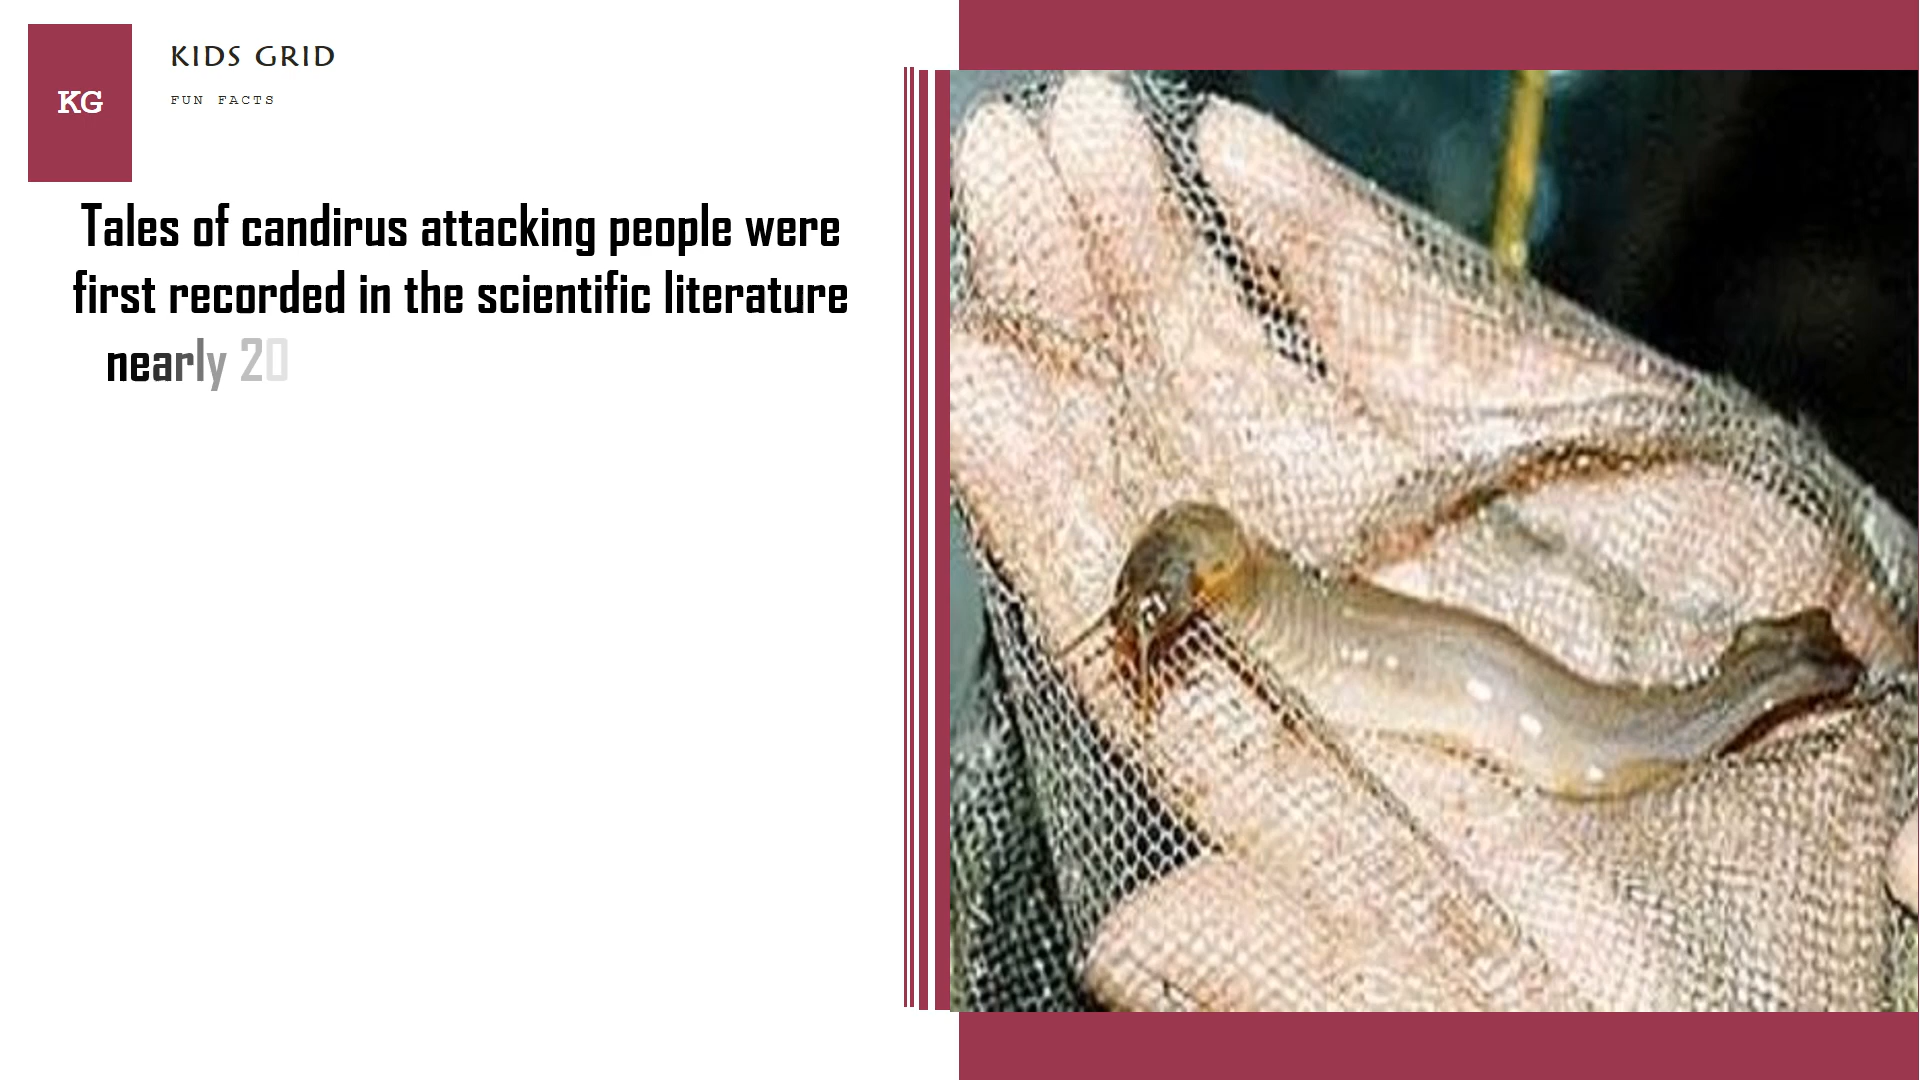 KG
KIDS GRID
FUN FACTS
Tales of candirus attacking people were
first recorded in the scientific literature
nearly 20